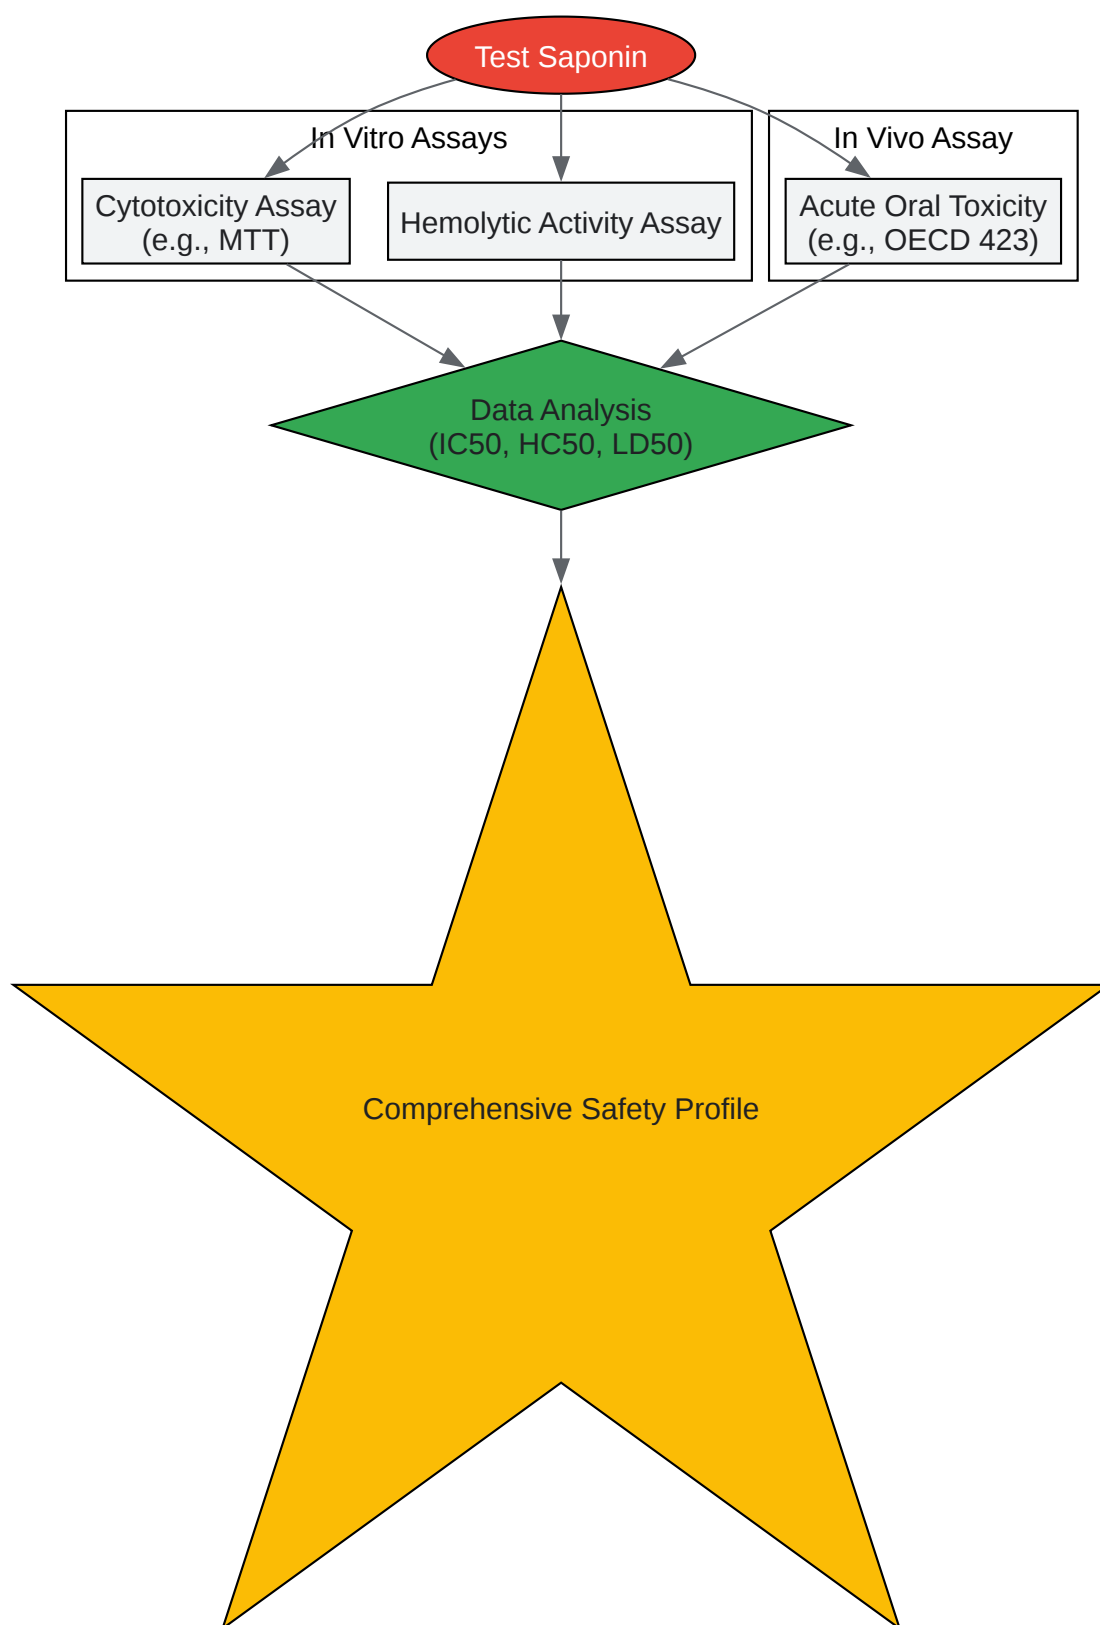 Test Saponin
In Vitro Assays
In Vivo Assay
Cytotoxicity Assay
(e.g., MTT)
Hemolytic Activity Assay
Acute Oral Toxicity
(e.g., OECD 423)
Data Analysis
(IC50, HC50, LD50)
Comprehensive Safety Profile